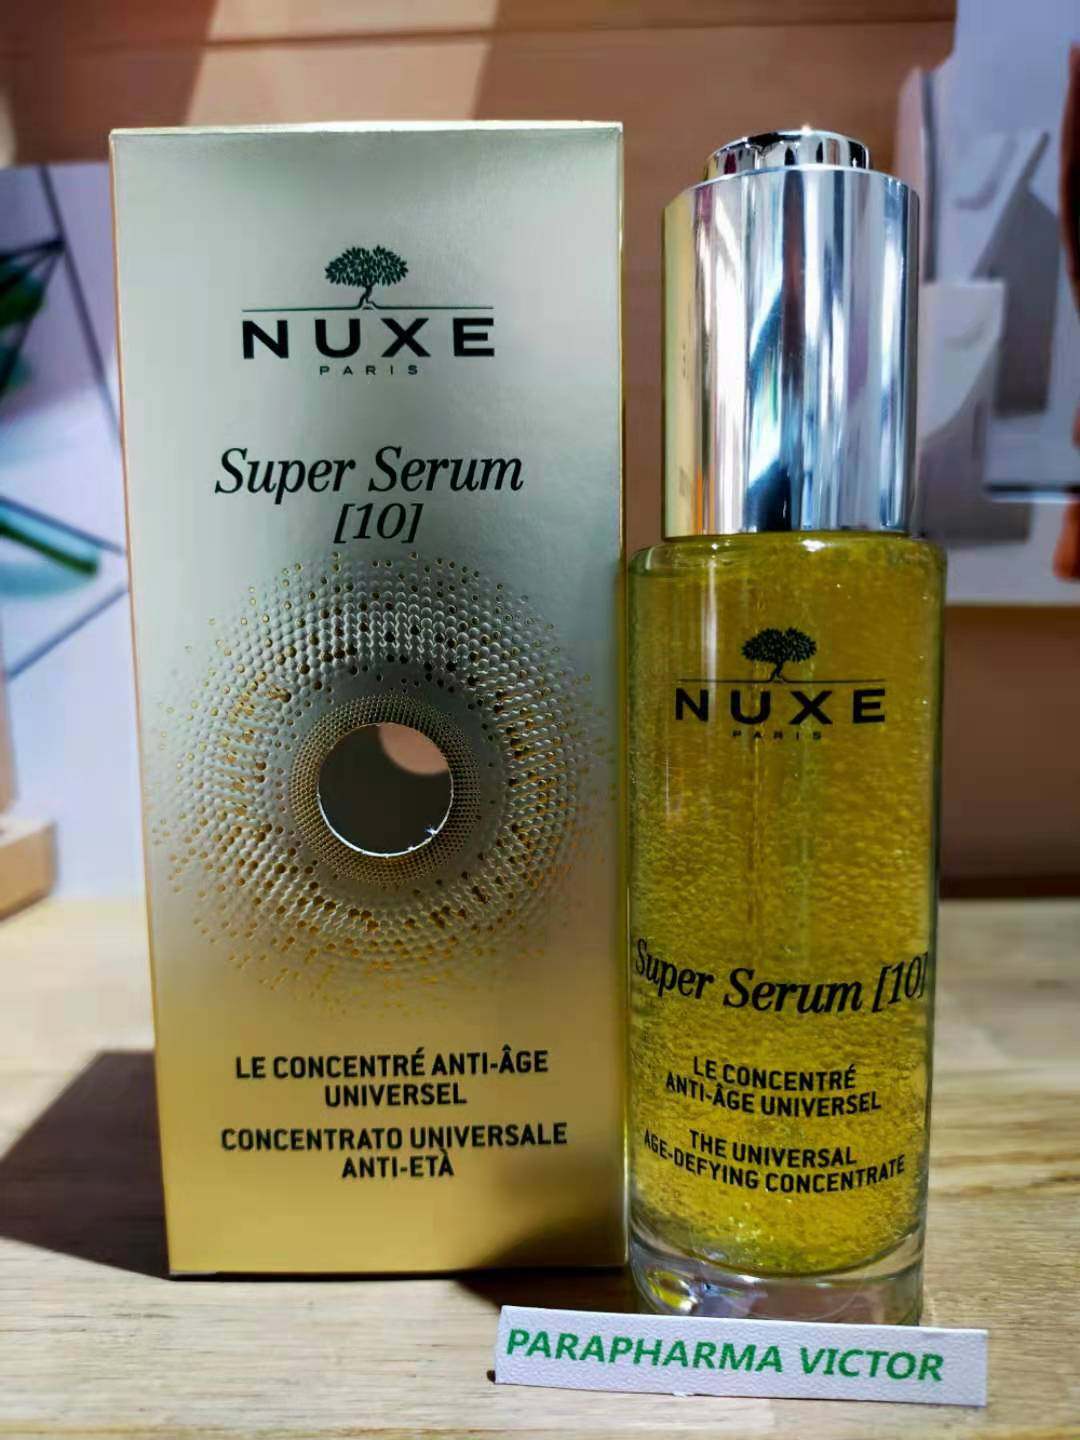 NUXE
PARIS
Super Serum
[10]
LE CONCENTRÉ ANTI-ÂGE
UNIVERSEL
CONCENTRATO UNIVERSALE
ANTI-ETÀ
NUXE
PARIS
Super Serum [10]
LE CONCENTRÉ
ANTI-ÂGE UNIVERSEL
THE UNIVERSAL
AGE-DEFYING CONCENTRATE
PARAPHARMA VICTOR